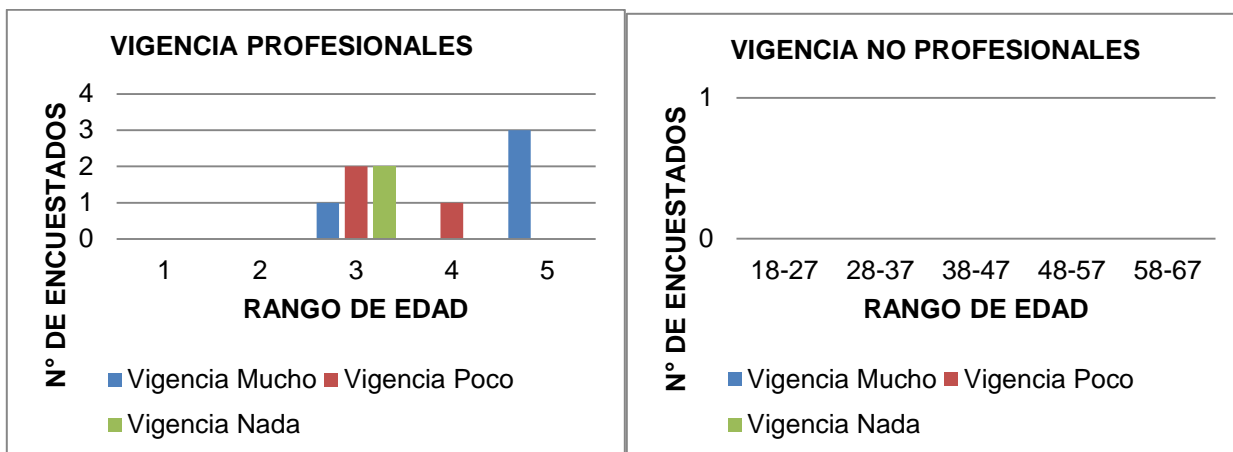 VIGENCIA PROFESIONALES
N° DE ENCUESTADOS
4
3
2
1
0
1 2 3 4 5
RANGO DE EDAD
Vigencia Mucho Vigencia Poco
Vigencia Nada
VIGENCIA NO PROFESIONALES
N° DE ENCUESTADOS
1
0
18-27 28-37 38-47 48-57 58-67
RANGO DE EDAD
Vigencia Mucho Vigencia Poco
Vigencia Nada